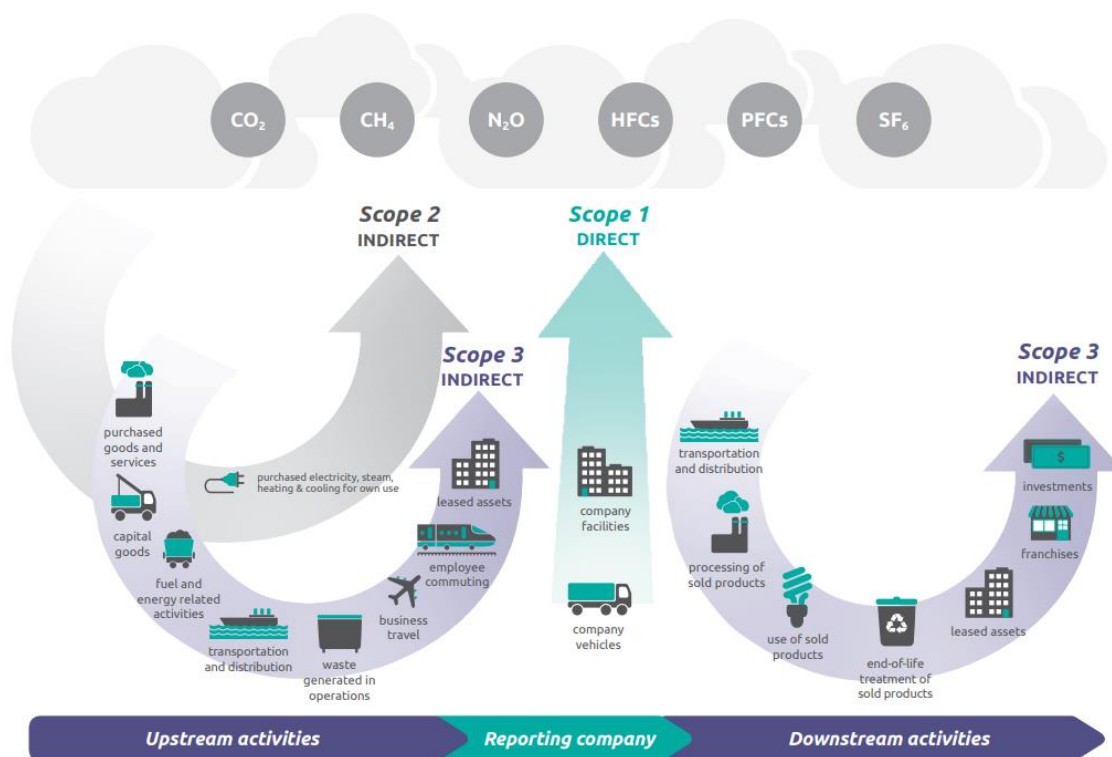 CO₂
CH₄
N₂O
HFCs
PFCs
SF₆
Scope 2
INDIRECT
Scope 1
DIRECT
Scope 3
INDIRECT
Scope 3
INDIRECT
purchased
goods and
services
capital
goods
fuel and
energy related
activities
transportation
and distribution
waste
generated in
operations
business
travel
employee
commuting
leased assets
purchased electricity, steam,
heating & cooling for own use
company
facilities
company
vehicles
transportation
and distribution
processing of
sold products
use of sold
products
end-of-life
treatment of
sold products
leased assets
franchises
$
investments
Upstream activities
Reporting company
Downstream activities